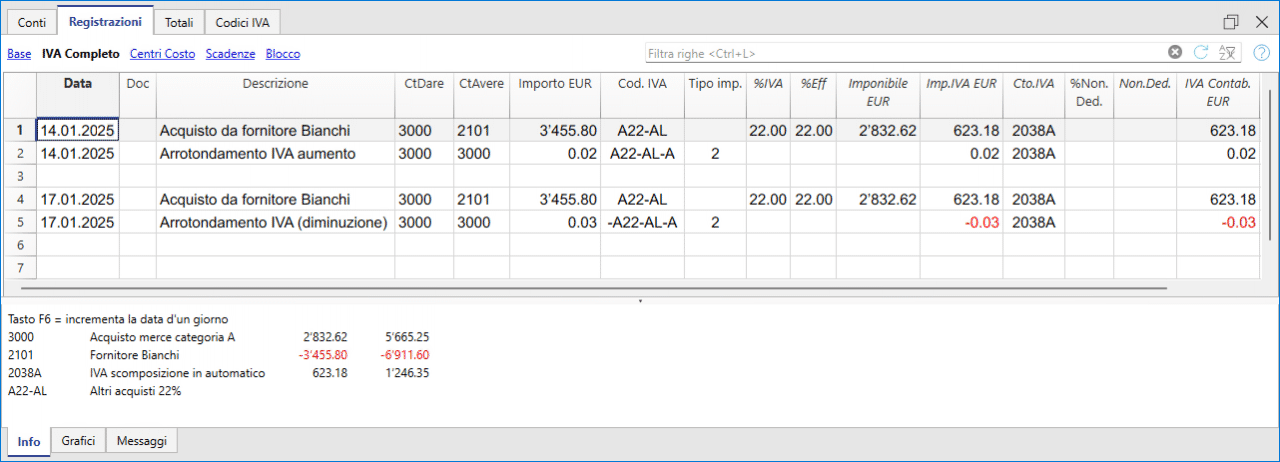 Conti Registrazioni Totali Codici IVA
Base IVA Completo Centri Costo Scadenze Blocco Filtra righe <Ctrl+L>
Data Doc Descrizione CtDare CtAvere Importo EUR Cod. IVA Tipo imp. %IVA %Eff Imponibile EUR Imp.IVA EUR Cto.IVA %Non. Ded. Non.Ded. IVA Contab. EUR
1 14.01.2025 Acquisto da fornitore Bianchi 3000 2101 3'455.80 A22-AL 22.00 22.00 2'832.62 623.18 2038A 623.18
2 14.01.2025 Arrotondamento IVA aumento 3000 3000 0.02 A22-AL-A 2 0.02 2038A 0.02
3
4 17.01.2025 Acquisto da fornitore Bianchi 3000 2101 3'455.80 A22-AL 22.00 22.00 2'832.62 623.18 2038A 623.18
5 17.01.2025 Arrotondamento IVA (diminuzione) 3000 3000 0.03 -A22-AL-A 2 -0.03 2038A -0.03
6
7
Tasto F6 = incrementa la data d'un giorno
3000 Acquisto merce categoria A 2'832.62 5'665.25
2101 Fornitore Bianchi -3'455.80 -6'911.60
2038A IVA scomposizione in automatico 623.18 1'246.35
A22-AL Altri acquisti 22%
Info Grafici Messaggi